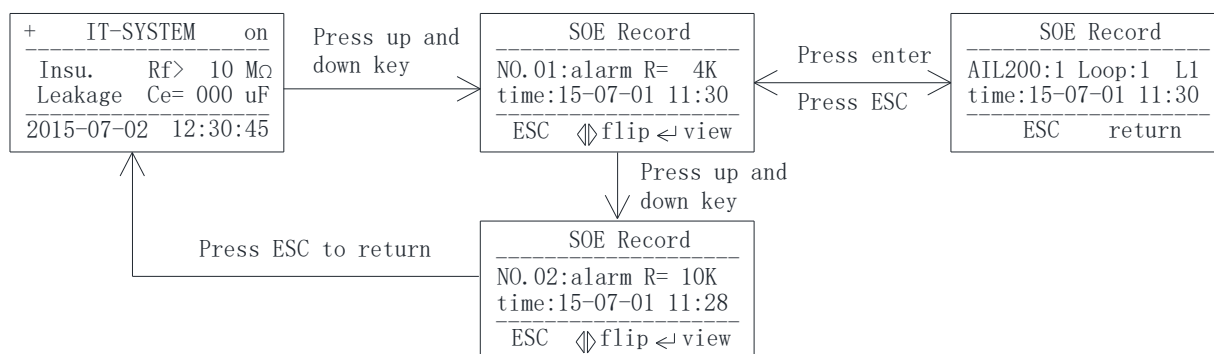 + IT-SYSTEM on
Insu. Rf> 10 MΩ
Leakage Ce= 000 uF
2015-07-02 12:30:45
Press up and
down key
SOE Record
NO.01:alarm R= 4K
time:15-07-01 11:30
ESC flip view
Press enter
Press ESC
SOE Record
AIL200:1 Loop:1 L1
time:15-07-01 11:30
ESC return
Press up and
down key
Press ESC to return
SOE Record
NO.02:alarm R= 10K
time:15-07-01 11:28
ESC flip view